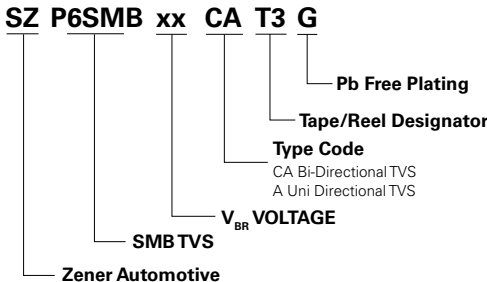 SZ P6SMB xx CA T3 G
Pb Free Plating
Tape/Reel Designator
Type Code
CA Bi-Directional TVS
A Uni Directional TVS
VBR VOLTAGE
SMB TVS
Zener Automotive